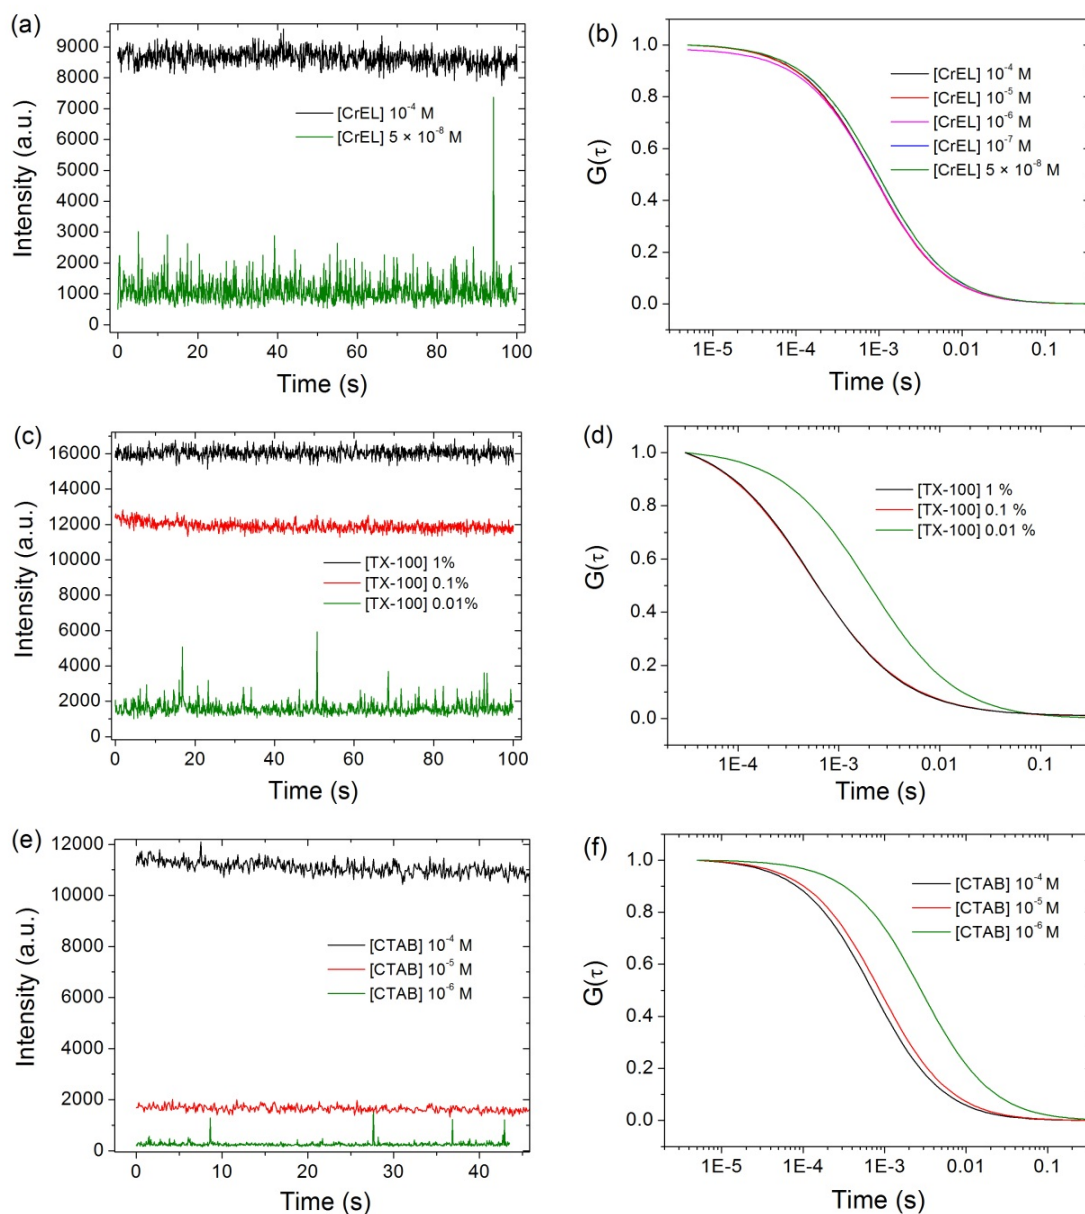 (a)
Intensity (a.u.)
9000
8000
7000
6000
5000
4000
3000
2000
1000
0
[CrEL] 10⁻⁴ M
[CrEL] 5 × 10⁻⁸ M
0 20 40 60 80 100
Time (s)
(b)
G(τ)
1.0
0.8
0.6
0.4
0.2
0.0
[CrEL] 10⁻⁴ M
[CrEL] 10⁻⁵ M
[CrEL] 10⁻⁶ M
[CrEL] 10⁻⁷ M
[CrEL] 5 × 10⁻⁸ M
1E-5 1E-4 1E-3 0.01 0.1
Time (s)
(c)
Intensity (a.u.)
16000
14000
12000
10000
8000
6000
4000
2000
0
[TX-100] 1%
[TX-100] 0.1%
[TX-100] 0.01%
0 20 40 60 80 100
Time (s)
(d)
G(τ)
1.0
0.8
0.6
0.4
0.2
0.0
[TX-100] 1 %
[TX-100] 0.1 %
[TX-100] 0.01 %
1E-4 1E-3 0.01 0.1
Time (s)
(e)
Intensity (a.u.)
12000
10000
8000
6000
4000
2000
0
[CTAB] 10⁻⁴ M
[CTAB] 10⁻⁵ M
[CTAB] 10⁻⁶ M
0 10 20 30 40
Time (s)
(f)
G(τ)
1.0
0.8
0.6
0.4
0.2
0.0
[CTAB] 10⁻⁴ M
[CTAB] 10⁻⁵ M
[CTAB] 10⁻⁶ M
1E-5 1E-4 1E-3 0.01 0.1
Time (s)